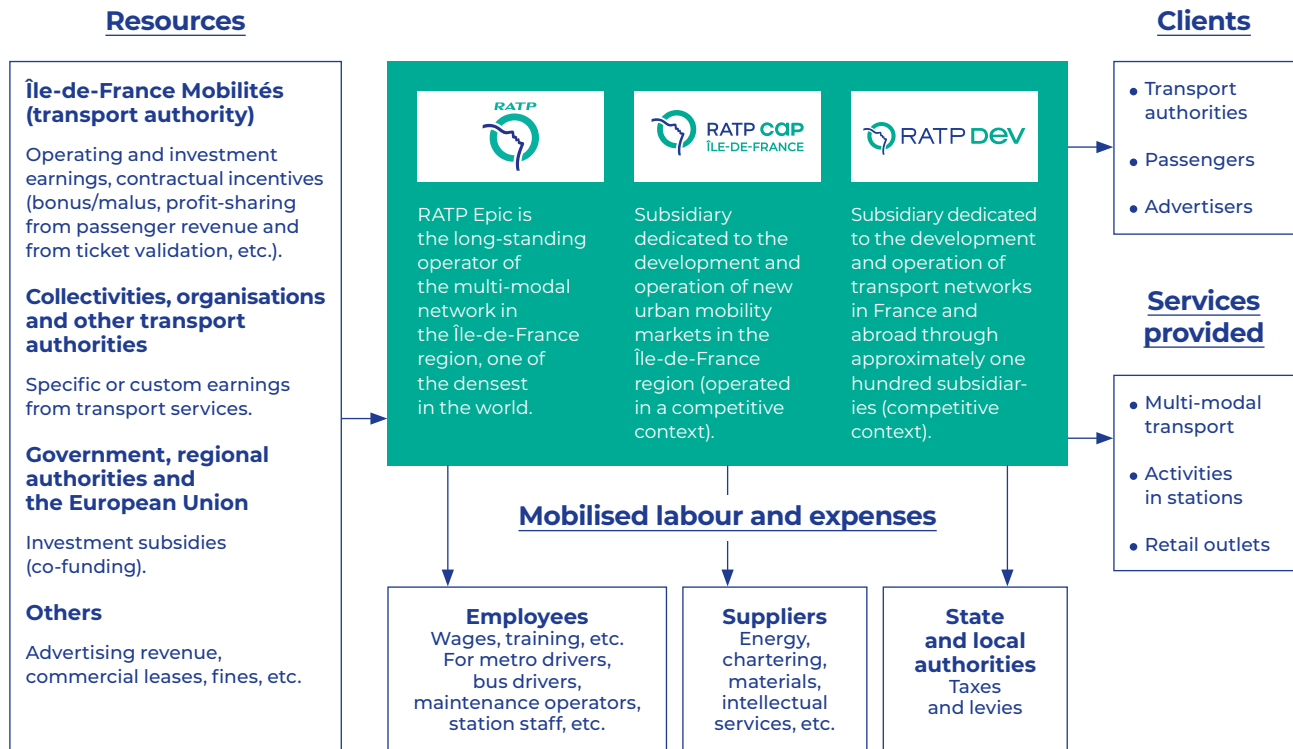 Resources
Île-de-France Mobilités
(transport authority)
Operating and investment
earnings, contractual incentives
(bonus/malus, profit-sharing
from passenger revenue and
from ticket validation, etc.).
Collectivities, organisations
and other transport
authorities
Specific or custom earnings
from transport services.
Government, regional
authorities and
the European Union
Investment subsidies
(co-funding).
Others
Advertising revenue,
commercial leases, fines, etc.
RATP
RATP Epic is
the long-standing
operator of
the multi-modal
network in
the Île-de-France
region, one of
the densest
in the world.
RATP CAP
ÎLE-DE-FRANCE
Subsidiary
dedicated to the
development and
operation of new
urban mobility
markets in the
Île-de-France
region (operated
in a competitive
context).
RATP DEV
Subsidiary dedicated
to the development
and operation of
transport networks
in France and
abroad through
approximately one
hundred subsidiar-
ies (competitive
context).
Mobilised labour and expenses
Employees
Wages, training, etc.
For metro drivers,
bus drivers,
maintenance operators,
station staff, etc.
Suppliers
Energy,
chartering,
materials,
intellectual
services, etc.
State
and local
authorities
Taxes
and levies
Clients
• Transport
authorities
• Passengers
• Advertisers
Services
provided
• Multi-modal
transport
• Activities
in stations
• Retail outlets